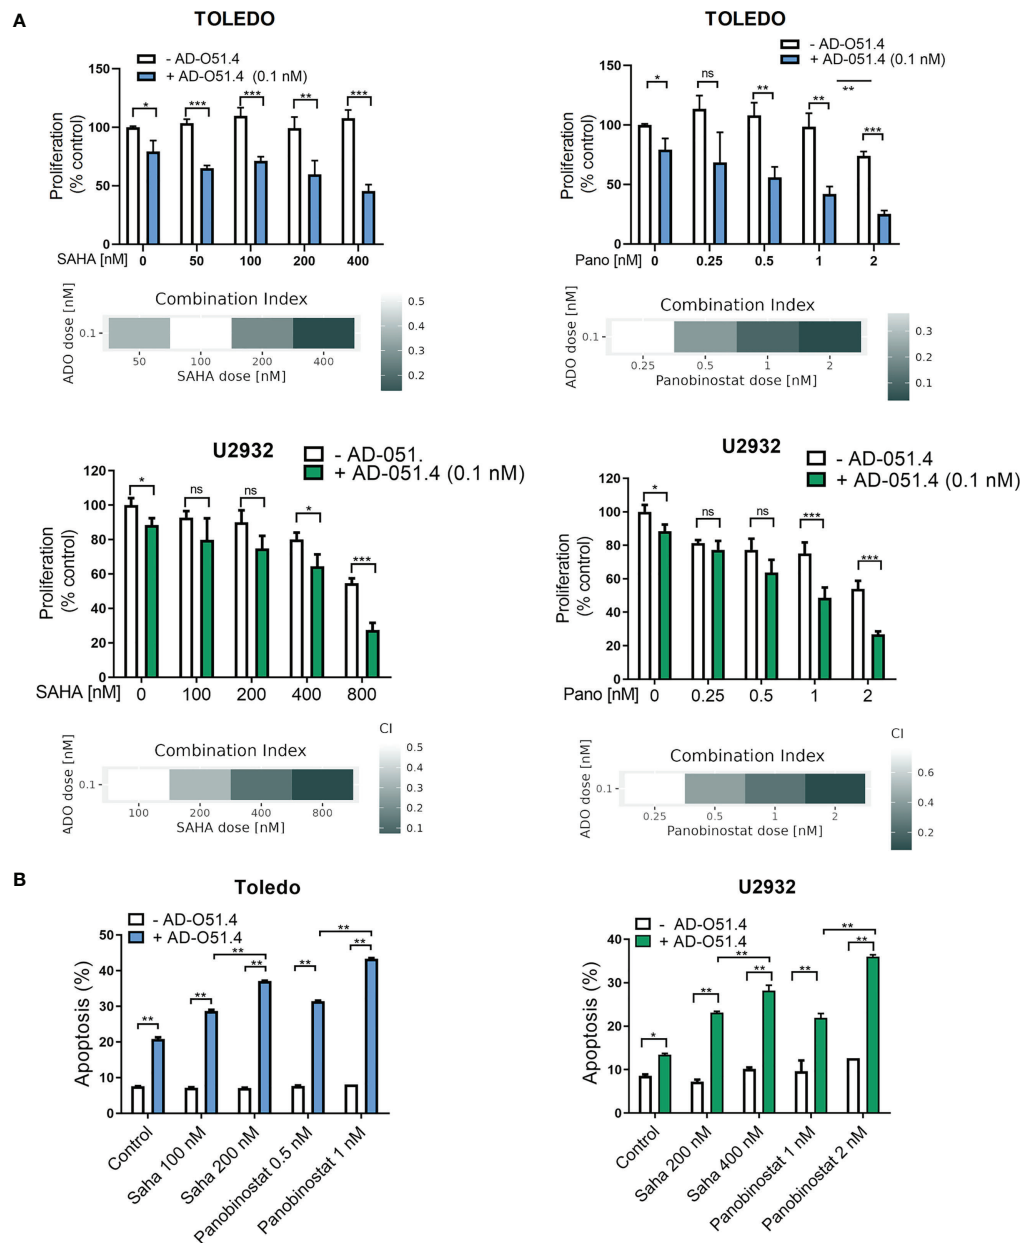 A
TOLEDO
- AD-O51.4
+ AD-O51.4 (0.1 nM)
Proliferation
(% control)
150
100
50
0
* *** *** ** ***
SAHA [nM] 0 50 100 200 400
Combination Index
ADO dose [nM]
0.1
50 100 200 400
SAHA dose [nM]
0.5
0.4
0.3
0.2
TOLEDO
- AD-O51.4
+ AD-051.4 (0.1 nM)
Proliferation
(% control)
150
100
50
0
* ns ** ** ** ***
Pano [nM] 0 0.25 0.5 1 2
Combination Index
ADO dose [nM]
0.1
0.25 0.5 1 2
Panobinostat dose [nM]
0.3
0.2
0.1
U2932
- AD-051.
+ AD-051.4 (0.1 nM)
Proliferation
(% control)
120
100
80
60
40
20
0
* ns ns * ***
SAHA [nM] 0 100 200 400 800
Combination Index
ADO dose [nM]
0.1
100 200 400 800
SAHA dose [nM]
CI
0.5
0.4
0.3
0.2
0.1
U2932
- AD-051.4
+ AD-051.4 (0.1 nM)
Proliferation
(% control)
120
100
80
60
40
20
0
* ns ns *** ***
Pano [nM] 0 0.25 0.5 1 2
Combination Index
ADO dose [nM]
0.1
0.25 0.5 1 2
Panobinostat dose [nM]
CI
0.6
0.4
0.2
B
Toledo
- AD-O51.4
+ AD-O51.4
Apoptosis (%)
50
40
30
20
10
0
** ** ** ** ** ** **
Control
Saha 100 nM
Saha 200 nM
Panobinostat 0.5 nM
Panobinostat 1 nM
U2932
- AD-O51.4
+ AD-O51.4
Apoptosis (%)
40
30
20
10
0
* ** ** ** ** ** **
Control
Saha 200 nM
Saha 400 nM
Panobinostat 1 nM
Panobinostat 2 nM